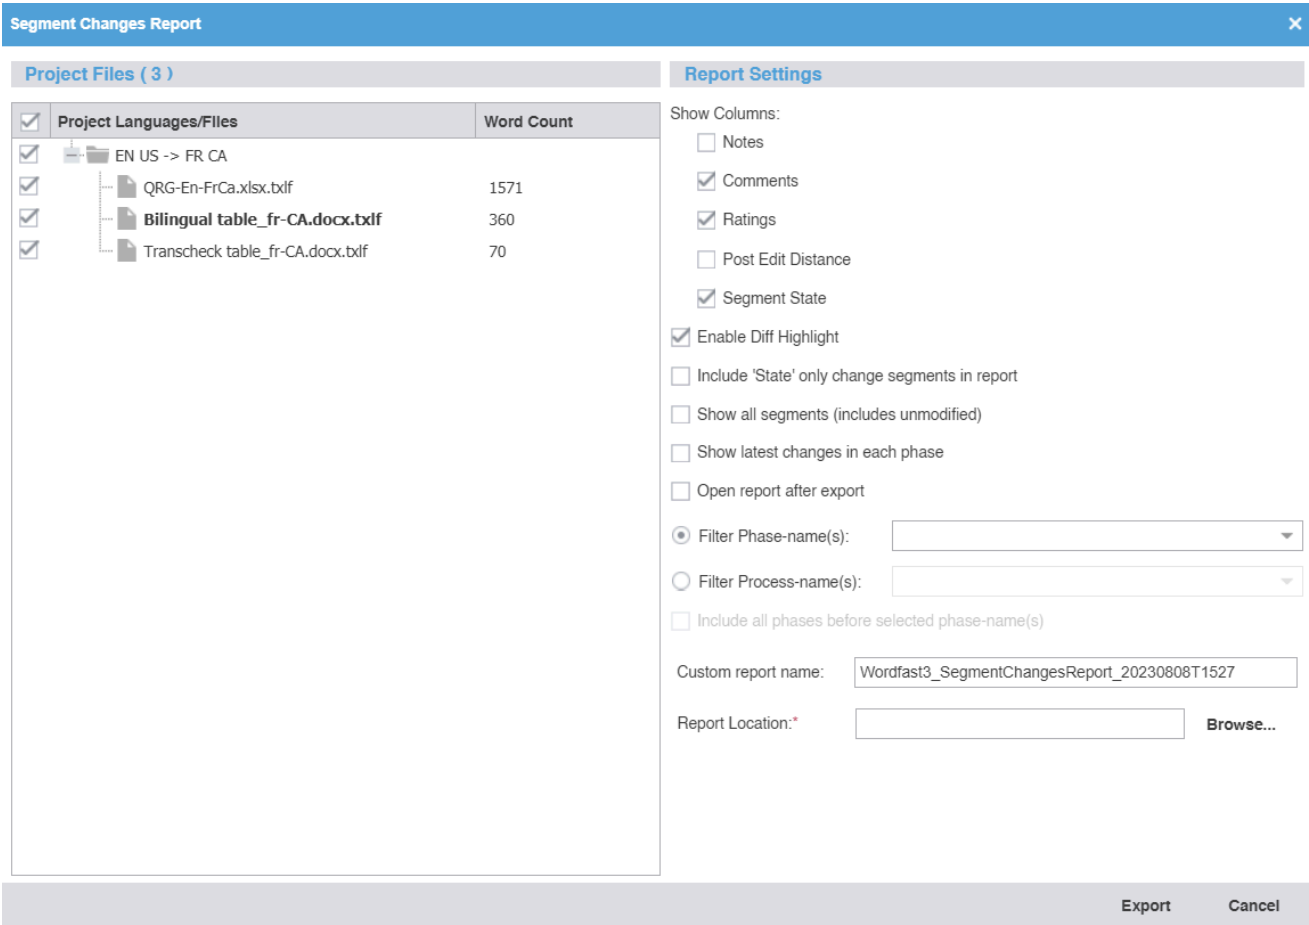 Segment Changes Report
Project Files ( 3 )
Project Languages/Files Word Count
EN US -> FR CA
QRG-En-FrCa.xlsx.txlf 1571
Bilingual table_fr-CA.docx.txlf 360
Transcheck table_fr-CA.docx.txlf 70
Report Settings
Show Columns:
Notes
Comments
Ratings
Post Edit Distance
Segment State
Enable Diff Highlight
Include 'State' only change segments in report
Show all segments (includes unmodified)
Show latest changes in each phase
Open report after export
Filter Phase-name(s):
Filter Process-name(s):
Include all phases before selected phase-name(s)
Custom report name: Wordfast3_SegmentChangesReport_20230808T1527
Report Location:* Browse...
Export Cancel